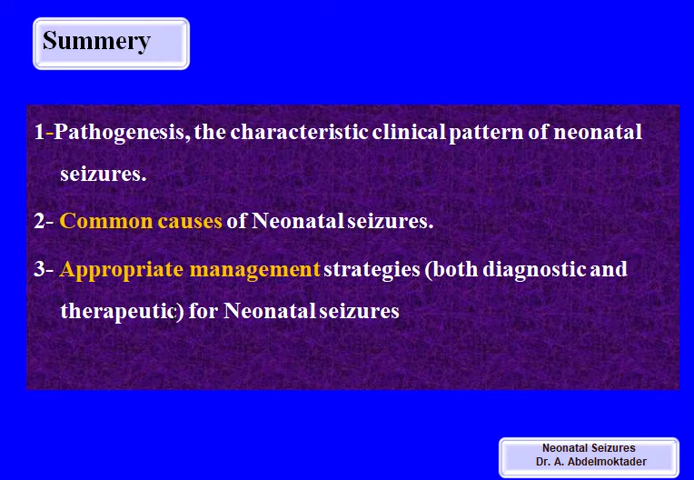 Summery
1-Pathogenesis, the characteristic clinical pattern of neonatal
seizures.
2- Common causes of Neonatal seizures.
3- Appropriate management strategies (both diagnostic and
therapeutic) for Neonatal seizures
Neonatal Seizures
Dr. A. Abdelmoktader